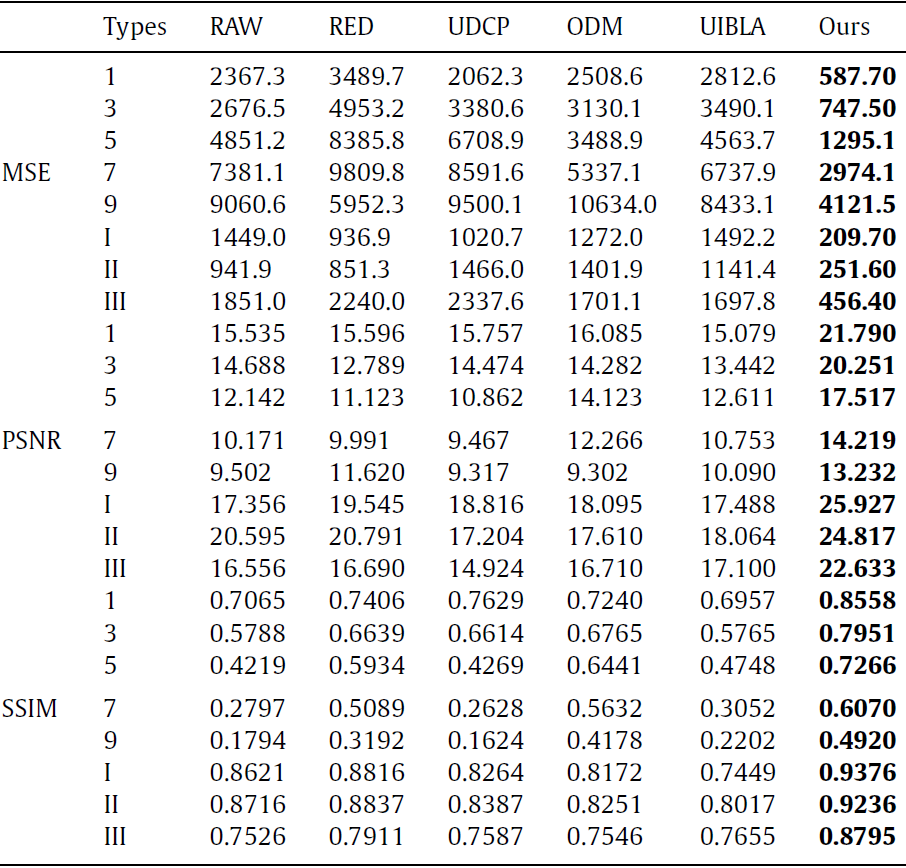 Types RAW RED UDCP ODM UIBLA Ours
1 2367.3 3489.7 2062.3 2508.6 2812.6 587.70
3 2676.5 4953.2 3380.6 3130.1 3490.1 747.50
5 4851.2 8385.8 6708.9 3488.9 4563.7 1295.1
MSE 7 7381.1 9809.8 8591.6 5337.1 6737.9 2974.1
9 9060.6 5952.3 9500.1 10634.0 8433.1 4121.5
I 1449.0 936.9 1020.7 1272.0 1492.2 209.70
II 941.9 851.3 1466.0 1401.9 1141.4 251.60
III 1851.0 2240.0 2337.6 1701.1 1697.8 456.40
1 15.535 15.596 15.757 16.085 15.079 21.790
3 14.688 12.789 14.474 14.282 13.442 20.251
5 12.142 11.123 10.862 14.123 12.611 17.517
PSNR 7 10.171 9.991 9.467 12.266 10.753 14.219
9 9.502 11.620 9.317 9.302 10.090 13.232
I 17.356 19.545 18.816 18.095 17.488 25.927
II 20.595 20.791 17.204 17.610 18.064 24.817
III 16.556 16.690 14.924 16.710 17.100 22.633
1 0.7065 0.7406 0.7629 0.7240 0.6957 0.8558
3 0.5788 0.6639 0.6614 0.6765 0.5765 0.7951
5 0.4219 0.5934 0.4269 0.6441 0.4748 0.7266
SSIM 7 0.2797 0.5089 0.2628 0.5632 0.3052 0.6070
9 0.1794 0.3192 0.1624 0.4178 0.2202 0.4920
I 0.8621 0.8816 0.8264 0.8172 0.7449 0.9376
II 0.8716 0.8837 0.8387 0.8251 0.8017 0.9236
III 0.7526 0.7911 0.7587 0.7546 0.7655 0.8795